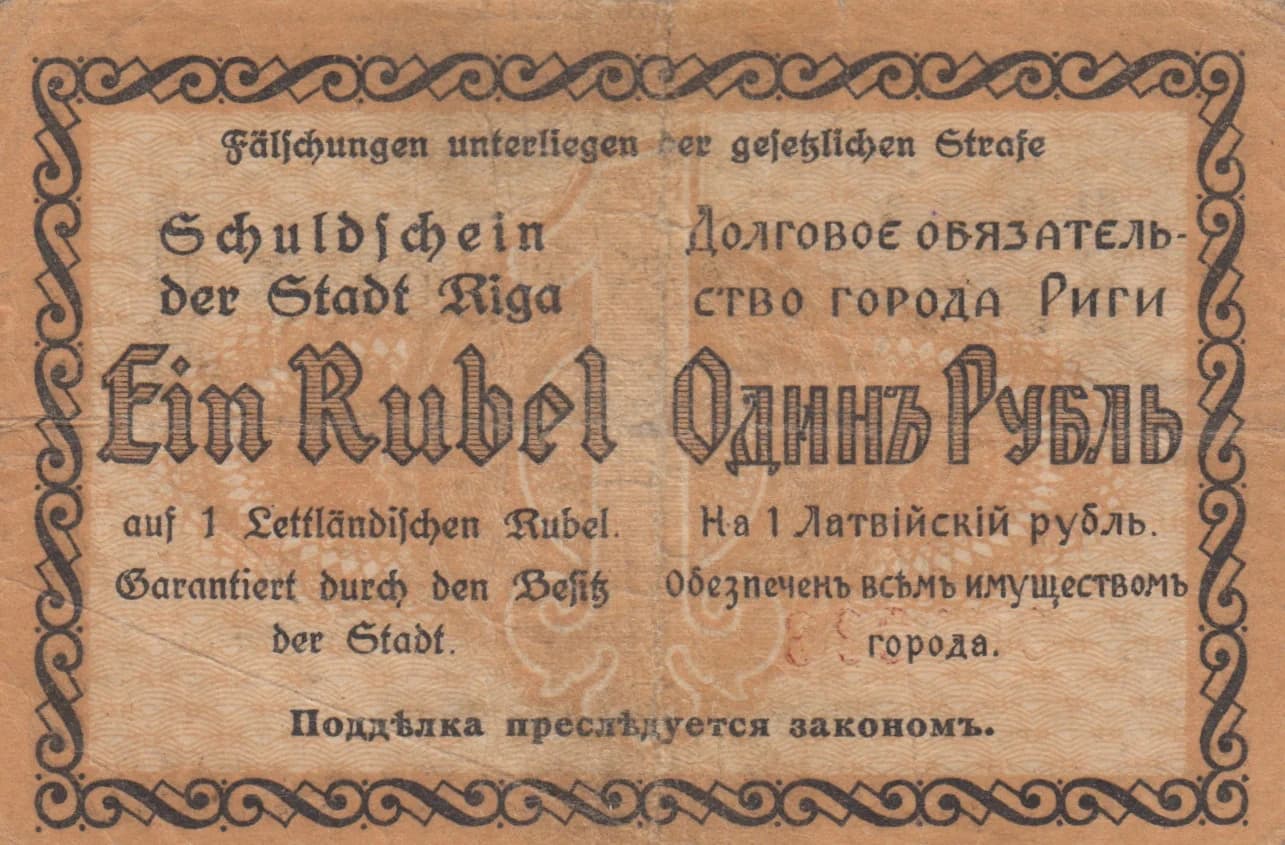 Fälschungen unterliegen der gesetzlichen Strafe
Schuldschein
der Stadt Riga
Ein Rubel
auf 1 Lettländischen Rubel.
Garantiert durch den Besitz
der Stadt.
Долговое обязатель-
ство города Риги
Одинъ Рубль
На 1 Латвійскій рубль.
Обезпеченъ всѣмъ имуществомъ
города.
1
Поддѣлка преслѣдуется закономъ.